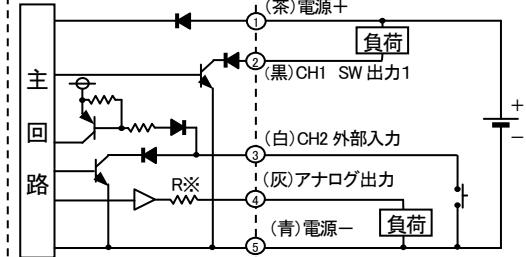 (茶)電源+
①
負荷
②
(黒)CH1 SW 出力1
主回路
+
−
(白)CH2 外部入力
③
R※
(灰)アナログ出力
④
負荷
(青)電源−
⑤